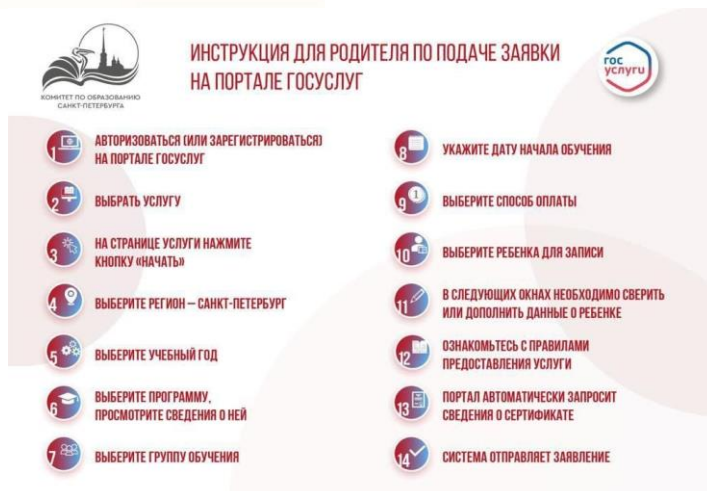 ИНСТРУКЦИЯ ДЛЯ РОДИТЕЛЯ ПО ПОДАЧЕ ЗАЯВКИ
НА ПОРТАЛЕ ГОСУСЛУГ
КОМИТЕТ ПО ОБРАЗОВАНИЮ
САНКТ-ПЕТЕРБУРГА
гос
услуги
1
АВТОРИЗОВАТЬСЯ (ИЛИ ЗАРЕГИСТРИРОВАТЬСЯ)
НА ПОРТАЛЕ ГОСУСЛУГ
2
ВЫБРАТЬ УСЛУГУ
3
НА СТРАНИЦЕ УСЛУГИ НАЖМИТЕ
КНОПКУ «НАЧАТЬ»
4
ВЫБЕРИТЕ РЕГИОН – САНКТ-ПЕТЕРБУРГ
5
ВЫБЕРИТЕ УЧЕБНЫЙ ГОД
6
ВЫБЕРИТЕ ПРОГРАММУ,
ПРОСМОТРИТЕ СВЕДЕНИЯ О НЕЙ
7
ВЫБЕРИТЕ ГРУППУ ОБУЧЕНИЯ
8
УКАЖИТЕ ДАТУ НАЧАЛА ОБУЧЕНИЯ
9
ВЫБЕРИТЕ СПОСОБ ОПЛАТЫ
10
ВЫБЕРИТЕ РЕБЕНКА ДЛЯ ЗАПИСИ
11
В СЛЕДУЮЩИХ ОКНАХ НЕОБХОДИМО СВЕРИТЬ
ИЛИ ДОПОЛНИТЬ ДАННЫЕ О РЕБЕНКЕ
12
ОЗНАКОМЬТЕСЬ С ПРАВИЛАМИ
ПРЕДОСТАВЛЕНИЯ УСЛУГИ
13
ПОРТАЛ АВТОМАТИЧЕСКИ ЗАПРОСИТ
СВЕДЕНИЯ О СЕРТИФИКАТЕ
14
СИСТЕМА ОТПРАВЛЯЕТ ЗАЯВЛЕНИЕ